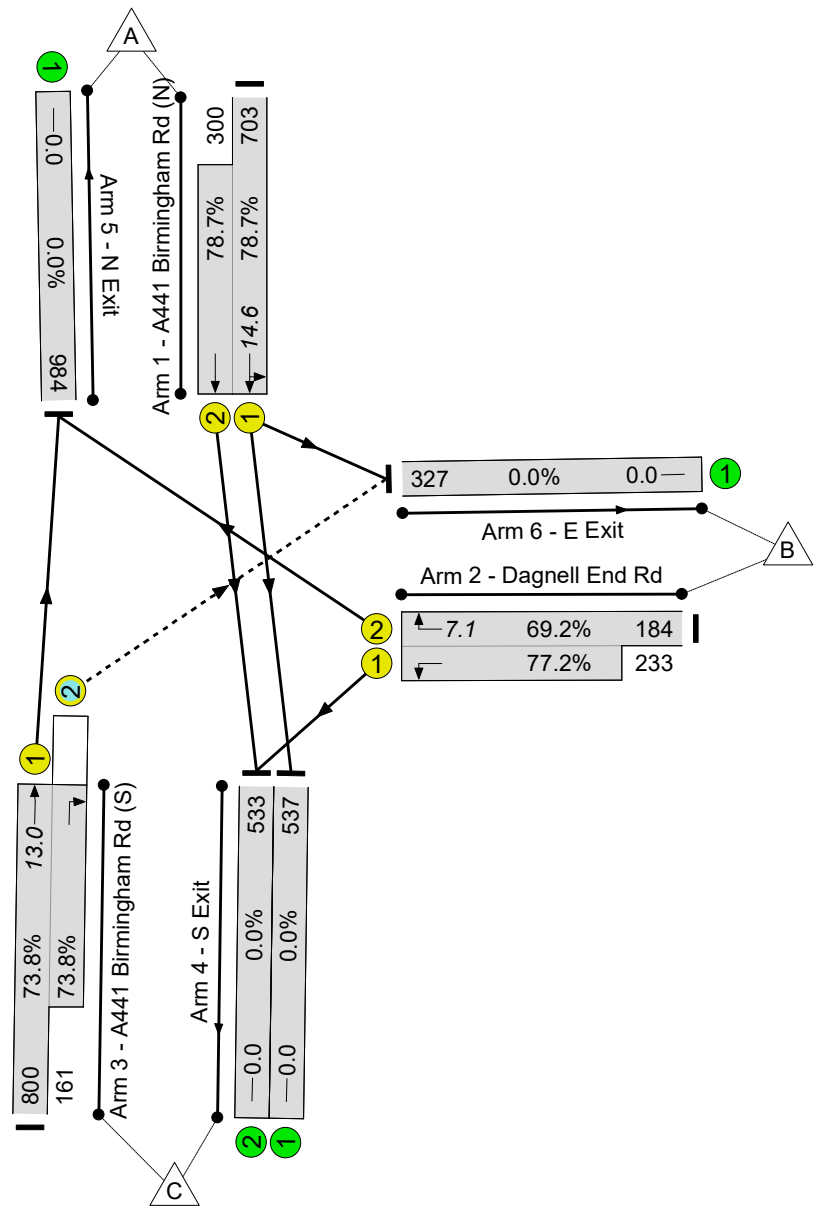 A
1
0.0
0.0%
984
Arm 5 - N Exit
Arm 1 - A441 Birmingham Rd (N)
300
78.7%
2
703
78.7%
14.6
1
327 0.0% 0.0
1
Arm 6 - E Exit
B
Arm 2 - Dagnell End Rd
2
7.1 69.2% 184
1
77.2% 233
1
13.0
73.8%
800
2
73.8%
161
Arm 3 - A441 Birmingham Rd (S)
Arm 4 - S Exit
533
0.0%
0.0
2
537
0.0%
0.0
1
C